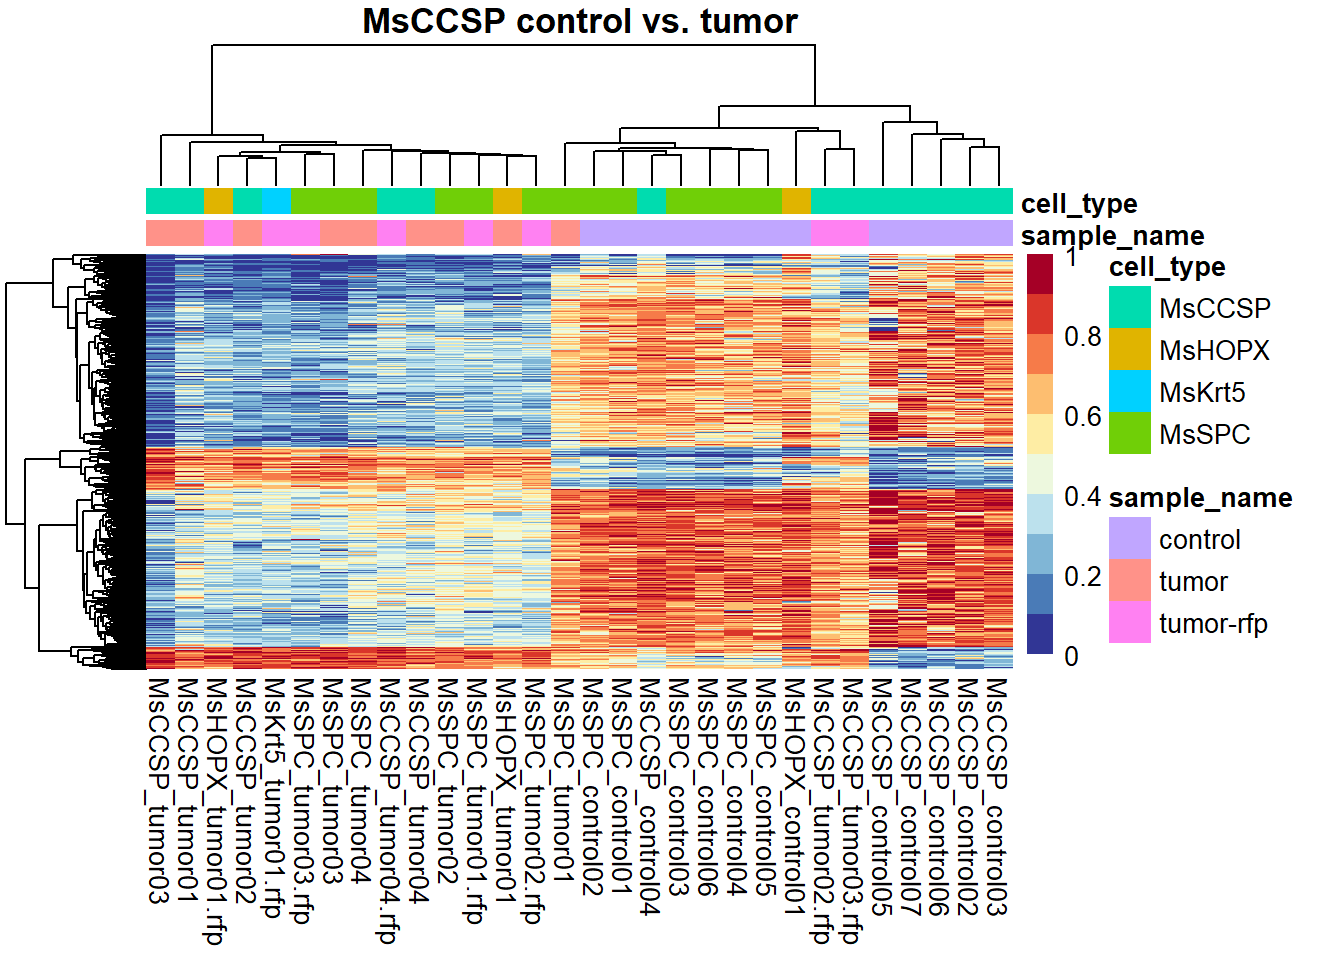 MsCCSP control vs. tumor
cell_type
sample_name
1
0.8
0.6
0.4
0.2
0
cell_type
MsCCSP
MsHOPX
MsKrt5
MsSPC
sample_name
control
tumor
tumor-rfp
MsCCSP_tumor03
MsCCSP_tumor01
MsHOPX_tumor01.rfp
MsCCSP_tumor02
MsKrt5_tumor01.rfp
MsSPC_tumor03.rfp
MsSPC_tumor03
MsSPC_tumor04
MsCCSP_tumor04.rfp
MsCCSP_tumor04
MsSPC_tumor02
MsSPC_tumor01.rfp
MsHOPX_tumor01
MsSPC_tumor02.rfp
MsSPC_tumor01
MsSPC_control02
MsSPC_control01
MsCCSP_control04
MsSPC_control03
MsSPC_control06
MsSPC_control04
MsSPC_control05
MsHOPX_control01
MsCCSP_tumor02.rfp
MsCCSP_tumor03.rfp
MsCCSP_control05
MsCCSP_control07
MsCCSP_control06
MsCCSP_control02
MsCCSP_control03